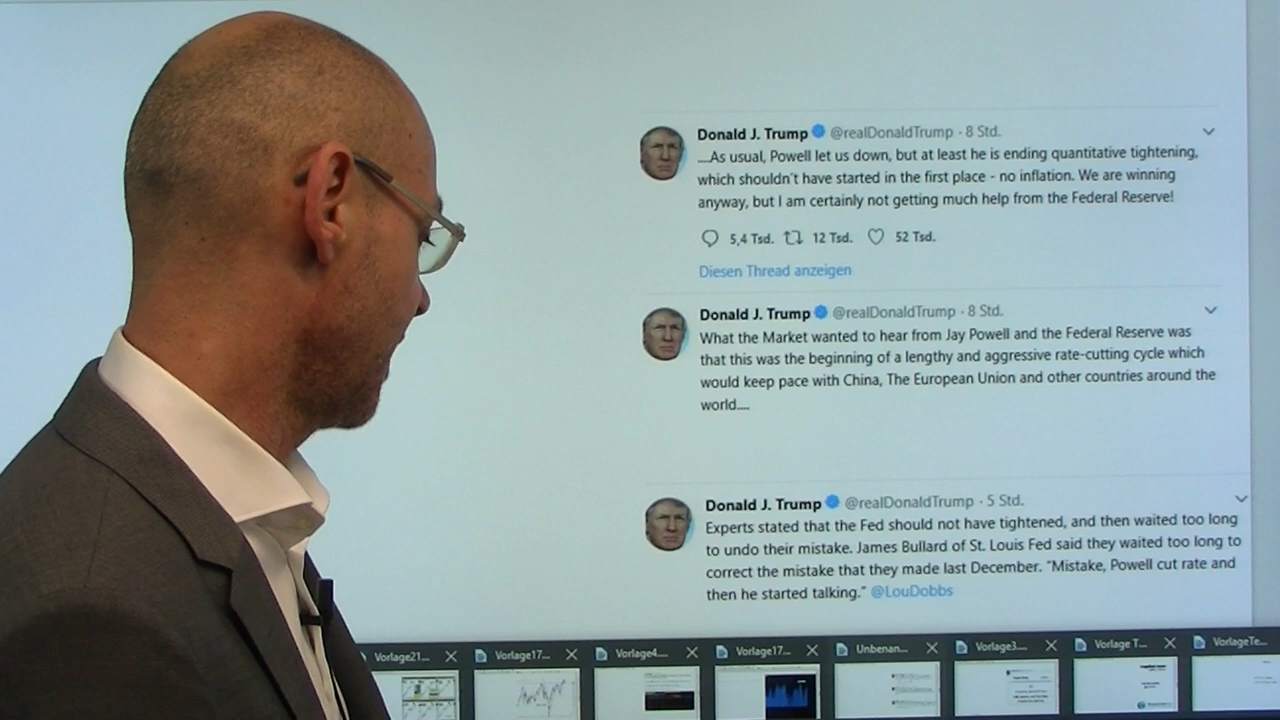 Donald J. Trump @realDonaldTrump · 8 Std.
....As usual, Powell let us down, but at least he is ending quantitative tightening,
which shouldn't have started in the first place - no inflation. We are winning
anyway, but I am certainly not getting much help from the Federal Reserve!
5,4 Tsd. 12 Tsd. 52 Tsd.
Diesen Thread anzeigen
Donald J. Trump @realDonaldTrump · 8 Std.
What the Market wanted to hear from Jay Powell and the Federal Reserve was
that this was the beginning of a lengthy and aggressive rate-cutting cycle which
would keep pace with China, The European Union and other countries around the
world....
Donald J. Trump @realDonaldTrump · 5 Std.
Experts stated that the Fed should not have tightened, and then waited too long
to undo their mistake. James Bullard of St. Louis Fed said they waited too long to
correct the mistake that they made last December. "Mistake, Powell cut rate and
then he started talking." @LouDobbs
Vorlage21... Vorlage17... Vorlage4.... Vorlage17... Unbenan... Vorlage3.... Vorlage T... VorlageTe...